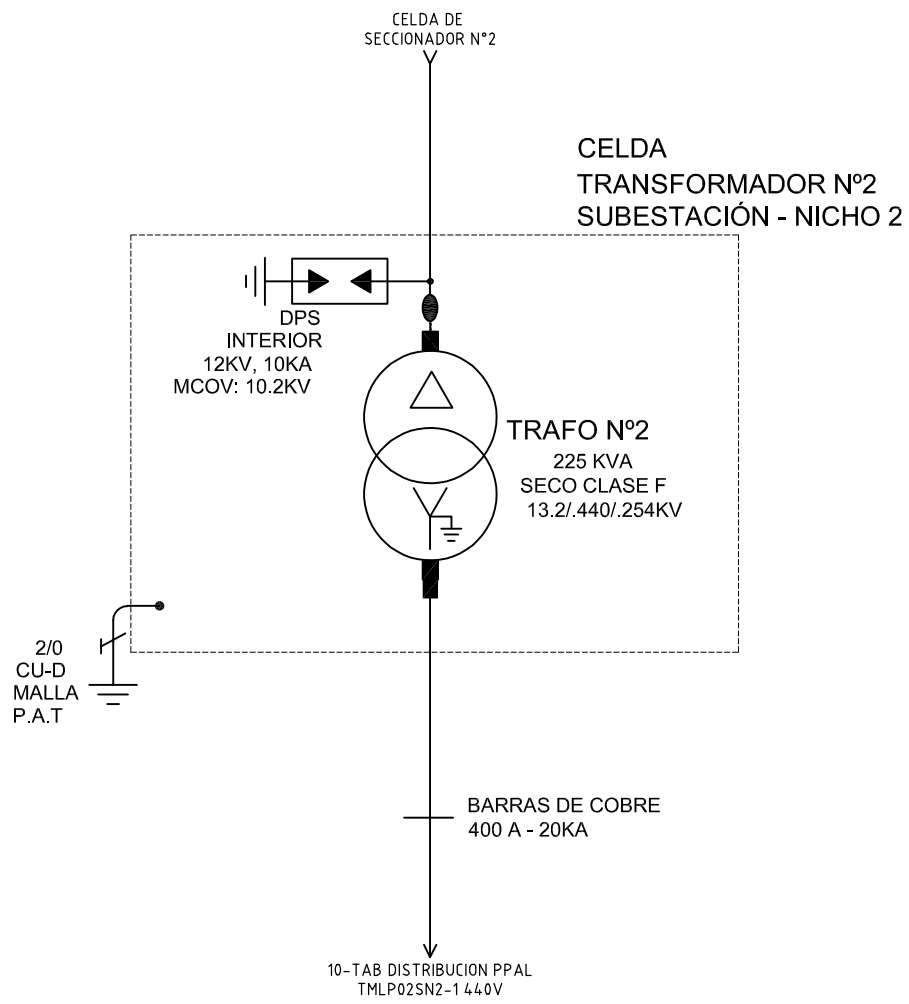 CELDA DE
SECCIONADOR N°2
CELDA
TRANSFORMADOR Nº2
SUBESTACIÓN - NICHO 2
DPS
INTERIOR
12KV, 10KA
MCOV: 10.2KV
TRAFO Nº2
225 KVA
SECO CLASE F
13.2/.440/.254KV
2/0
CU-D
MALLA
P.A.T
BARRAS DE COBRE
400 A - 20KA
10-TAB DISTRIBUCION PPAL
TMLP02SN2-1 440V